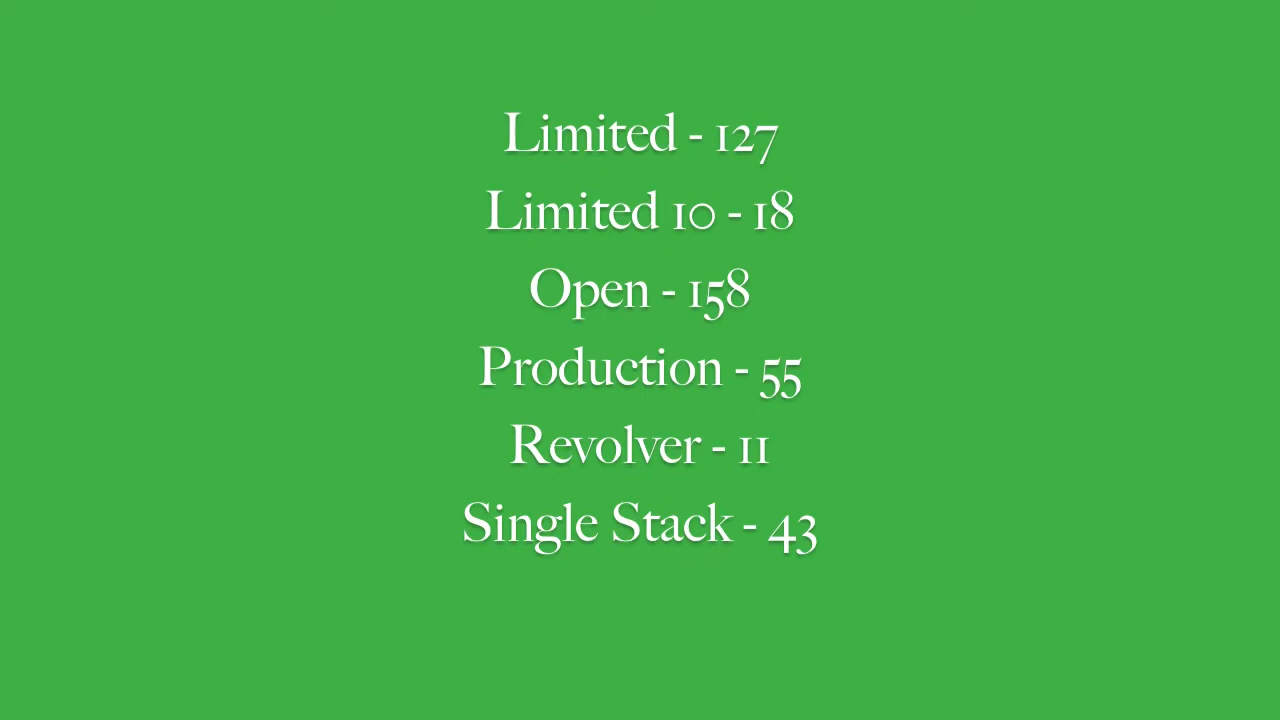 Limited - 127
Limited 10 - 18
Open - 158
Production - 55
Revolver - 11
Single Stack - 43